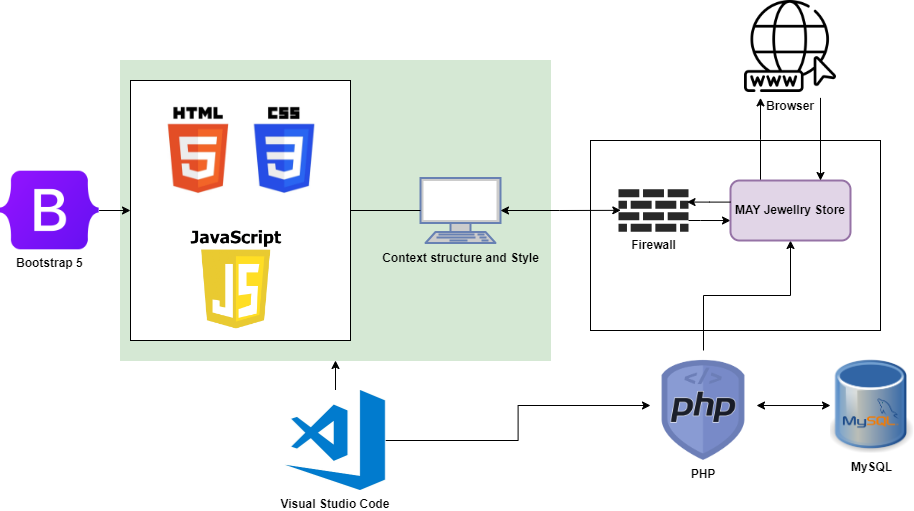 WWW
Browser
HTML
CSS
5
3
B
MAY Jewellry Store
JavaScript
Firewall
Context structure and Style
Bootstrap 5
JS
</>
php
MySQL
PHP
MySQL
Visual Studio Code